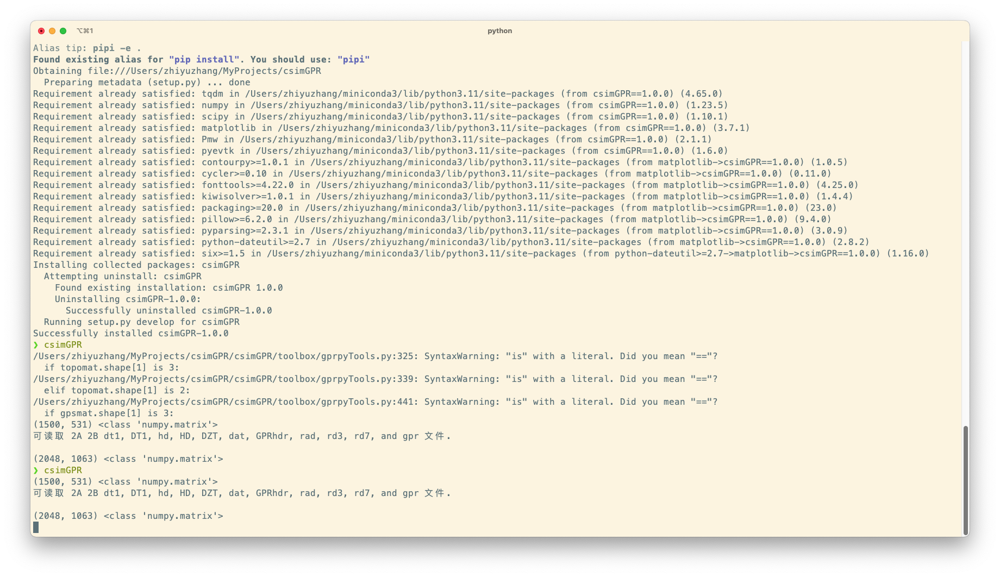 ⌥⌘1
python
Alias tip: pipi -e .
Found existing alias for "pip install". You should use: "pipi"
Obtaining file:///Users/zhiyuzhang/MyProjects/csimGPR
  Preparing metadata (setup.py) ... done
Requirement already satisfied: tqdm in /Users/zhiyuzhang/miniconda3/lib/python3.11/site-packages (from csimGPR==1.0.0) (4.65.0)
Requirement already satisfied: numpy in /Users/zhiyuzhang/miniconda3/lib/python3.11/site-packages (from csimGPR==1.0.0) (1.23.5)
Requirement already satisfied: scipy in /Users/zhiyuzhang/miniconda3/lib/python3.11/site-packages (from csimGPR==1.0.0) (1.10.1)
Requirement already satisfied: matplotlib in /Users/zhiyuzhang/miniconda3/lib/python3.11/site-packages (from csimGPR==1.0.0) (3.7.1)
Requirement already satisfied: Pmw in /Users/zhiyuzhang/miniconda3/lib/python3.11/site-packages (from csimGPR==1.0.0) (2.1.1)
Requirement already satisfied: pyevtk in /Users/zhiyuzhang/miniconda3/lib/python3.11/site-packages (from csimGPR==1.0.0) (1.6.0)
Requirement already satisfied: contourpy>=1.0.1 in /Users/zhiyuzhang/miniconda3/lib/python3.11/site-packages (from matplotlib->csimGPR==1.0.0) (1.0.5)
Requirement already satisfied: cycler>=0.10 in /Users/zhiyuzhang/miniconda3/lib/python3.11/site-packages (from matplotlib->csimGPR==1.0.0) (0.11.0)
Requirement already satisfied: fonttools>=4.22.0 in /Users/zhiyuzhang/miniconda3/lib/python3.11/site-packages (from matplotlib->csimGPR==1.0.0) (4.25.0)
Requirement already satisfied: kiwisolver>=1.0.1 in /Users/zhiyuzhang/miniconda3/lib/python3.11/site-packages (from matplotlib->csimGPR==1.0.0) (1.4.4)
Requirement already satisfied: packaging>=20.0 in /Users/zhiyuzhang/miniconda3/lib/python3.11/site-packages (from matplotlib->csimGPR==1.0.0) (23.0)
Requirement already satisfied: pillow>=6.2.0 in /Users/zhiyuzhang/miniconda3/lib/python3.11/site-packages (from matplotlib->csimGPR==1.0.0) (9.4.0)
Requirement already satisfied: pyparsing>=2.3.1 in /Users/zhiyuzhang/miniconda3/lib/python3.11/site-packages (from matplotlib->csimGPR==1.0.0) (3.0.9)
Requirement already satisfied: python-dateutil>=2.7 in /Users/zhiyuzhang/miniconda3/lib/python3.11/site-packages (from matplotlib->csimGPR==1.0.0) (2.8.2)
Requirement already satisfied: six>=1.5 in /Users/zhiyuzhang/miniconda3/lib/python3.11/site-packages (from python-dateutil>=2.7->matplotlib->csimGPR==1.0.0) (1.16.0)
Installing collected packages: csimGPR
  Attempting uninstall: csimGPR
    Found existing installation: csimGPR 1.0.0
    Uninstalling csimGPR-1.0.0:
      Successfully uninstalled csimGPR-1.0.0
  Running setup.py develop for csimGPR
Successfully installed csimGPR-1.0.0
❯ csimGPR
/Users/zhiyuzhang/MyProjects/csimGPR/csimGPR/toolbox/gprpyTools.py:325: SyntaxWarning: "is" with a literal. Did you mean "=="?
  if topomat.shape[1] is 3:
/Users/zhiyuzhang/MyProjects/csimGPR/csimGPR/toolbox/gprpyTools.py:339: SyntaxWarning: "is" with a literal. Did you mean "=="?
  elif topomat.shape[1] is 2:
/Users/zhiyuzhang/MyProjects/csimGPR/csimGPR/toolbox/gprpyTools.py:441: SyntaxWarning: "is" with a literal. Did you mean "=="?
  if gpsmat.shape[1] is 3:
(1500, 531) <class 'numpy.matrix'>
可读取 2A 2B dt1, DT1, hd, HD, DZT, dat, GPRhdr, rad, rd3, rd7, and gpr 文件.

(2048, 1063) <class 'numpy.matrix'>
❯ csimGPR
(1500, 531) <class 'numpy.matrix'>
可读取 2A 2B dt1, DT1, hd, HD, DZT, dat, GPRhdr, rad, rd3, rd7, and gpr 文件.

(2048, 1063) <class 'numpy.matrix'>